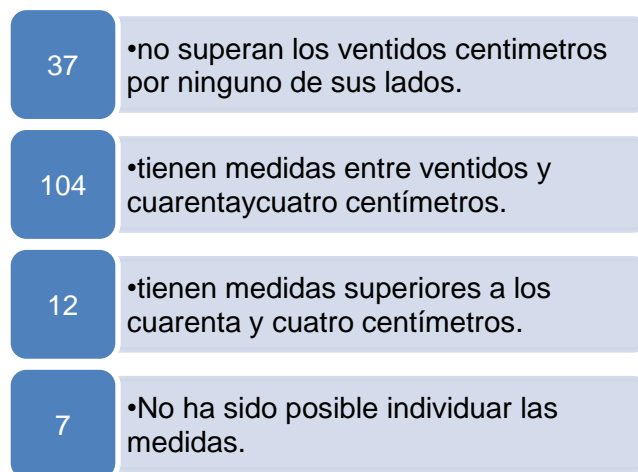 37
•no superan los ventidos centimetros
por ninguno de sus lados.
104
•tienen medidas entre ventidos y
cuarentaycuatro centímetros.
12
•tienen medidas superiores a los
cuarenta y cuatro centímetros.
7
•No ha sido posible individuar las
medidas.